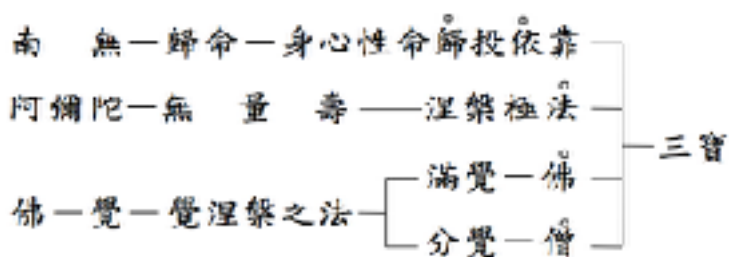 南無—歸命—身心性命歸投依靠
阿彌陀—無量壽——涅槃極法
三寶
滿覺—佛
佛—覺—覺涅槃之法
分覺—僧